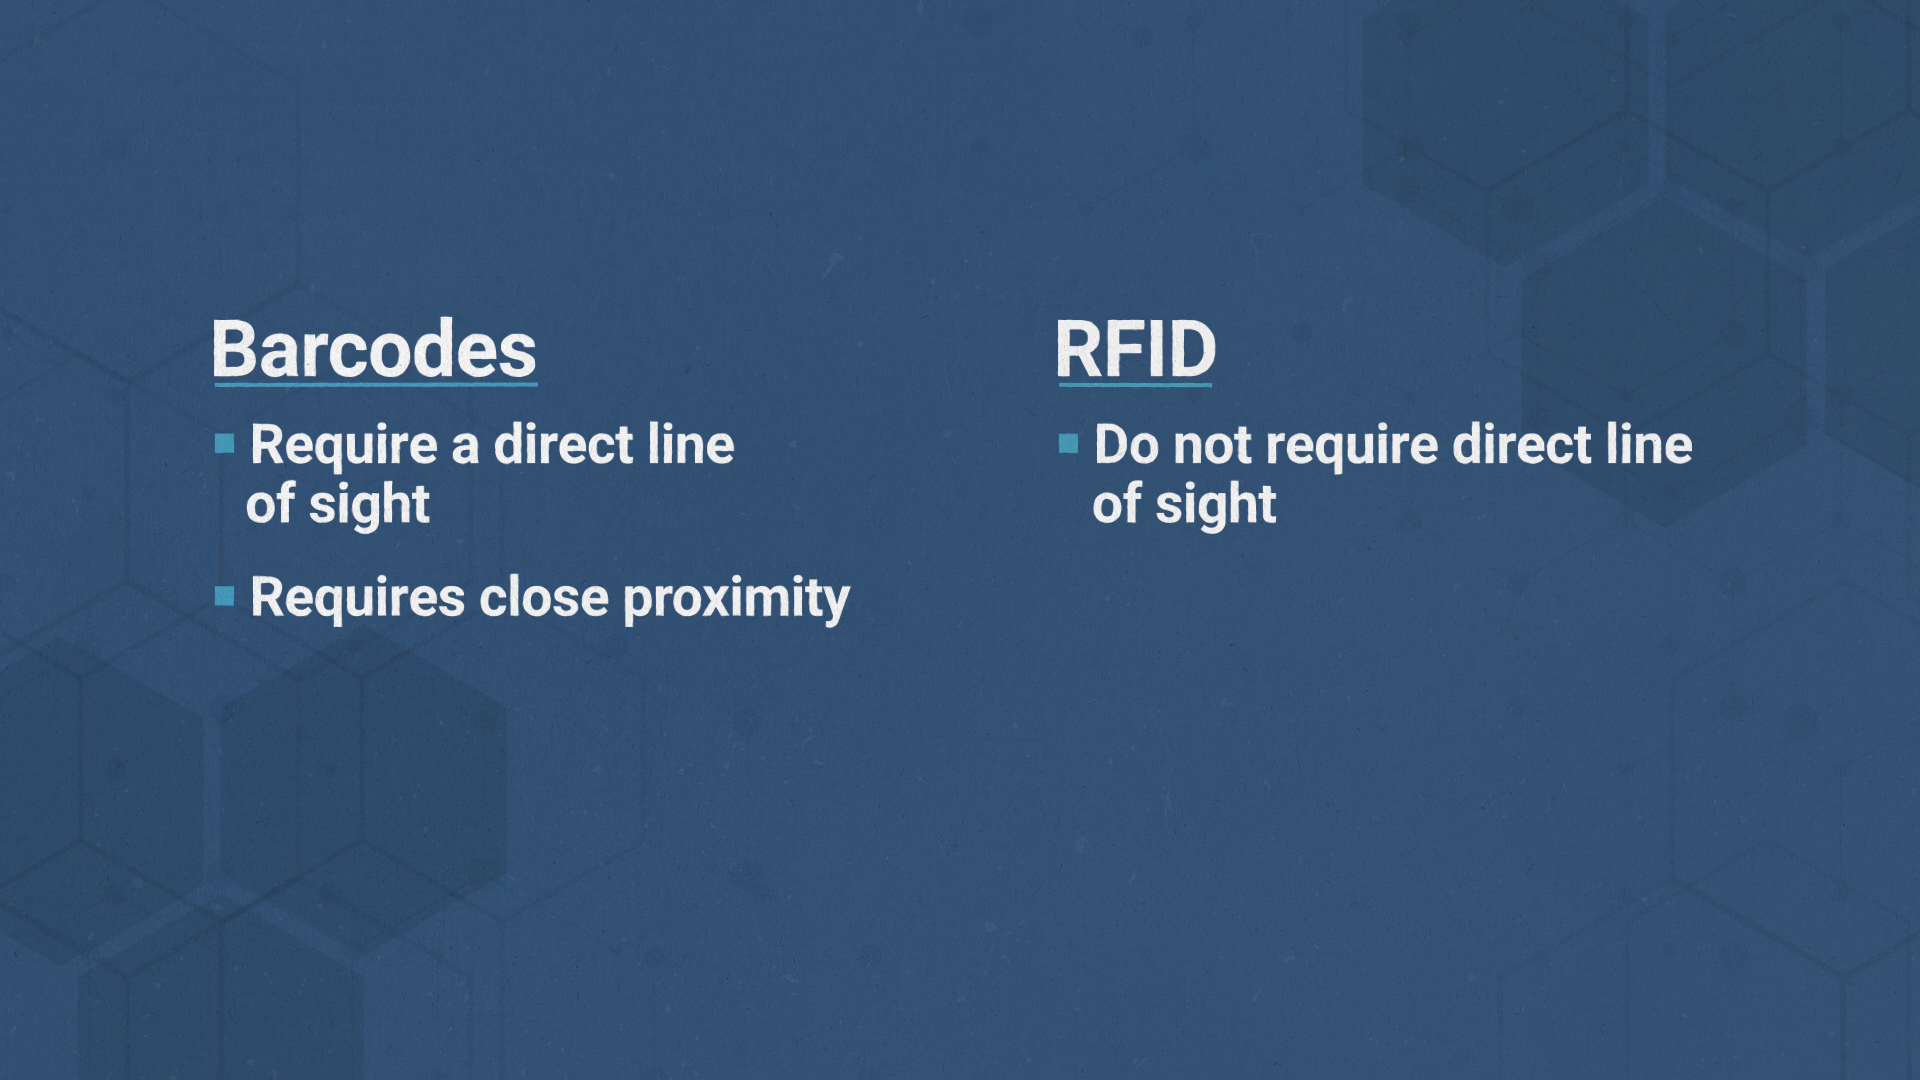 Barcodes
Require a direct line
of sight
Requires close proximity
RFID
Do not require direct line
of sight